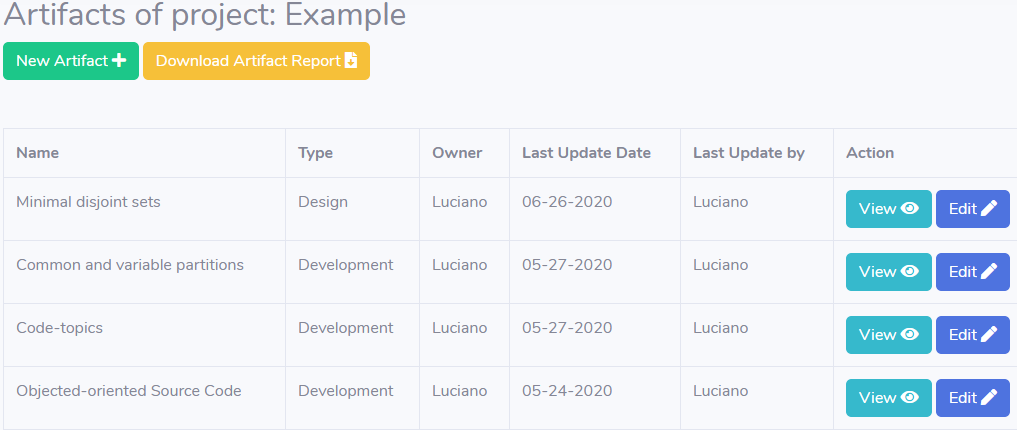 Artifacts of project: Example
New Artifact Download Artifact Report
Name Type Owner Last Update Date Last Update by Action
Minimal disjoint sets Design Luciano 06-26-2020 Luciano View Edit
Common and variable partitions Development Luciano 05-27-2020 Luciano View Edit
Code-topics Development Luciano 05-27-2020 Luciano View Edit
Objected-oriented Source Code Development Luciano 05-24-2020 Luciano View Edit